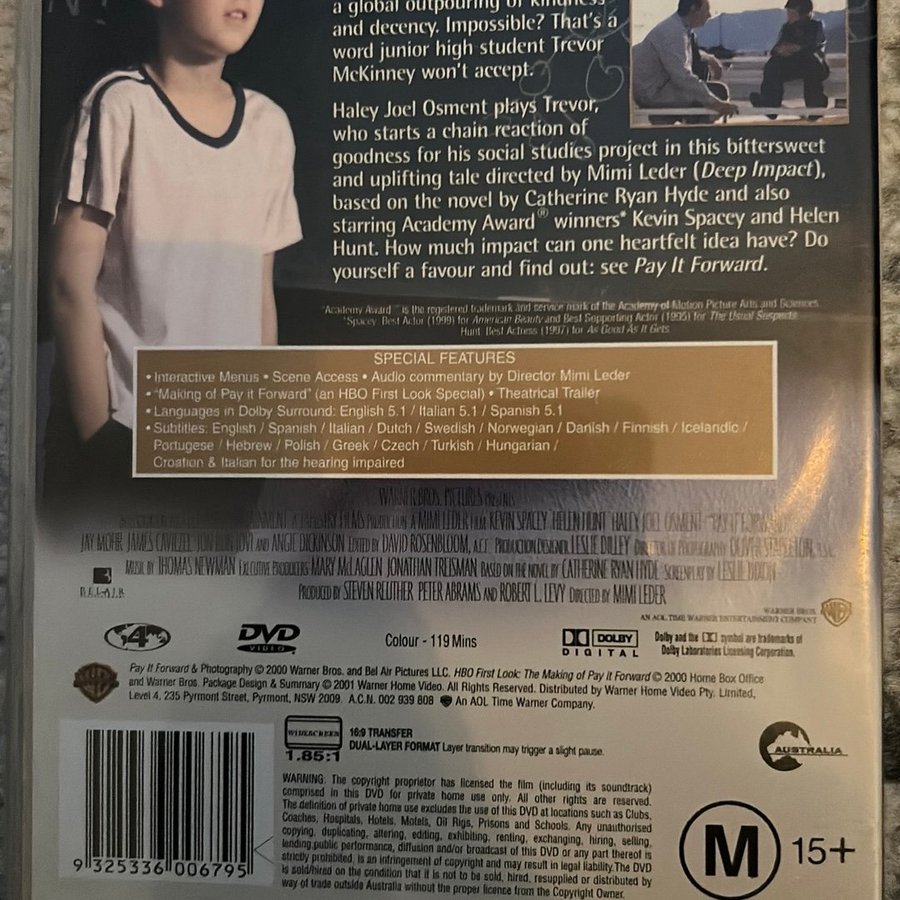 a global outpouring of kindness
and decency. Impossible? That's a
word junior high student Trevor
McKinney won't accept.
Haley Joel Osment plays Trevor,
who starts a chain reaction of
goodness for his social studies project in this bittersweet
and uplifting tale directed by Mimi Leder (Deep Impact),
based on the novel by Catherine Ryan Hyde and also
starring Academy Award® winners* Kevin Spacey and Helen
Hunt. How much impact can one heartfelt idea have? Do
yourself a favour and find out: see Pay It Forward.
"Academy Award" is the registered trademark and service mark of the Academy of Motion Picture Arts and Sciences.
*Spacey: Best Actor (1999) for American Beauty and Best Supporting Actor (1995) for The Usual Suspects
Hunt: Best Actress (1997) for As Good As It Gets
SPECIAL FEATURES
• Interactive Menus • Scene Access • Audio commentary by Director Mimi Leder
• "Making of Pay it Forward" (an HBO First Look Special) • Theatrical Trailer
• Languages in Dolby Surround: English 5.1 / Italian 5.1 / Spanish 5.1
• Subtitles: English / Spanish / Italian / Dutch / Swedish / Norwegian / Danish / Finnish / Icelandic /
Portugese / Hebrew / Polish / Greek / Czech / Turkish / Hungarian /
Croation & Italian for the hearing impaired
WARNER BROS. PICTURES PRESENTS
A TAPESTRY FILMS PRODUCTION A MIMI LEDER FILM KEVIN SPACEY HELEN HUNT HALEY JOEL OSMENT "PAY IT FORWARD"
JAY MOHR JAMES CAVIEZEL JON BON JOVI AND ANGIE DICKINSON EDITED BY DAVID ROSENBLOOM, A.C.E. PRODUCTION DESIGNER LESLIE DILLEY DIRECTOR OF PHOTOGRAPHY OLIVER STAPLETON, B.S.C.
MUSIC BY THOMAS NEWMAN EXECUTIVE PRODUCERS MARY McLAGLEN JONATHAN TREISMAN BASED ON THE NOVEL BY CATHERINE RYAN HYDE SCREENPLAY BY LESLIE DIXON
BEL AIR
PRODUCED BY STEVEN REUTHER PETER ABRAMS AND ROBERT L. LEVY DIRECTED BY MIMI LEDER
WARNER BROS.
AN AOL TIME WARNER ENTERTAINMENT COMPANY
4
DVD
VIDEO
Colour - 119 Mins
DOLBY
DIGITAL
Dolby and the symbol are trademarks of
Dolby Laboratories Licensing Corporation.
Pay It Forward & Photography © 2000 Warner Bros. and Bel Air Pictures LLC. HBO First Look: The Making of Pay it Forward © 2000 Home Box Office
and Warner Bros. Package Design & Summary © 2001 Warner Home Video. All Rights Reserved. Distributed by Warner Home Video Pty. Limited,
Level 4, 235 Pyrmont Street, Pyrmont, NSW 2009. A.C.N. 002 939 808 An AOL Time Warner Company.
WIDESCREEN
1.85:1
16:9 TRANSFER
DUAL-LAYER FORMAT Layer transition may trigger a slight pause.
AUSTRALIA
WARNING: The copyright proprietor has licensed the film (including its soundtrack)
comprised in this DVD for private home use only. All other rights are reserved.
The definition of private home use excludes the use of this DVD at locations such as Clubs,
Coaches, Hospitals, Hotels, Motels, Oil Rigs, Prisons and Schools. Any unauthorised
copying, duplicating, altering, editing, exhibiting, renting, exchanging, hiring, selling,
lending public performance, diffusion and/or broadcast of this DVD or any part thereof is
strictly prohibited, is an infringement of copyright and may result in legal liability. The DVD
is sold/hired on the condition that it is not to be sold, hired, resupplied or distributed by
way of trade outside Australia without the proper licence from the Copyright Owner.
9 325336 006795
M 15+